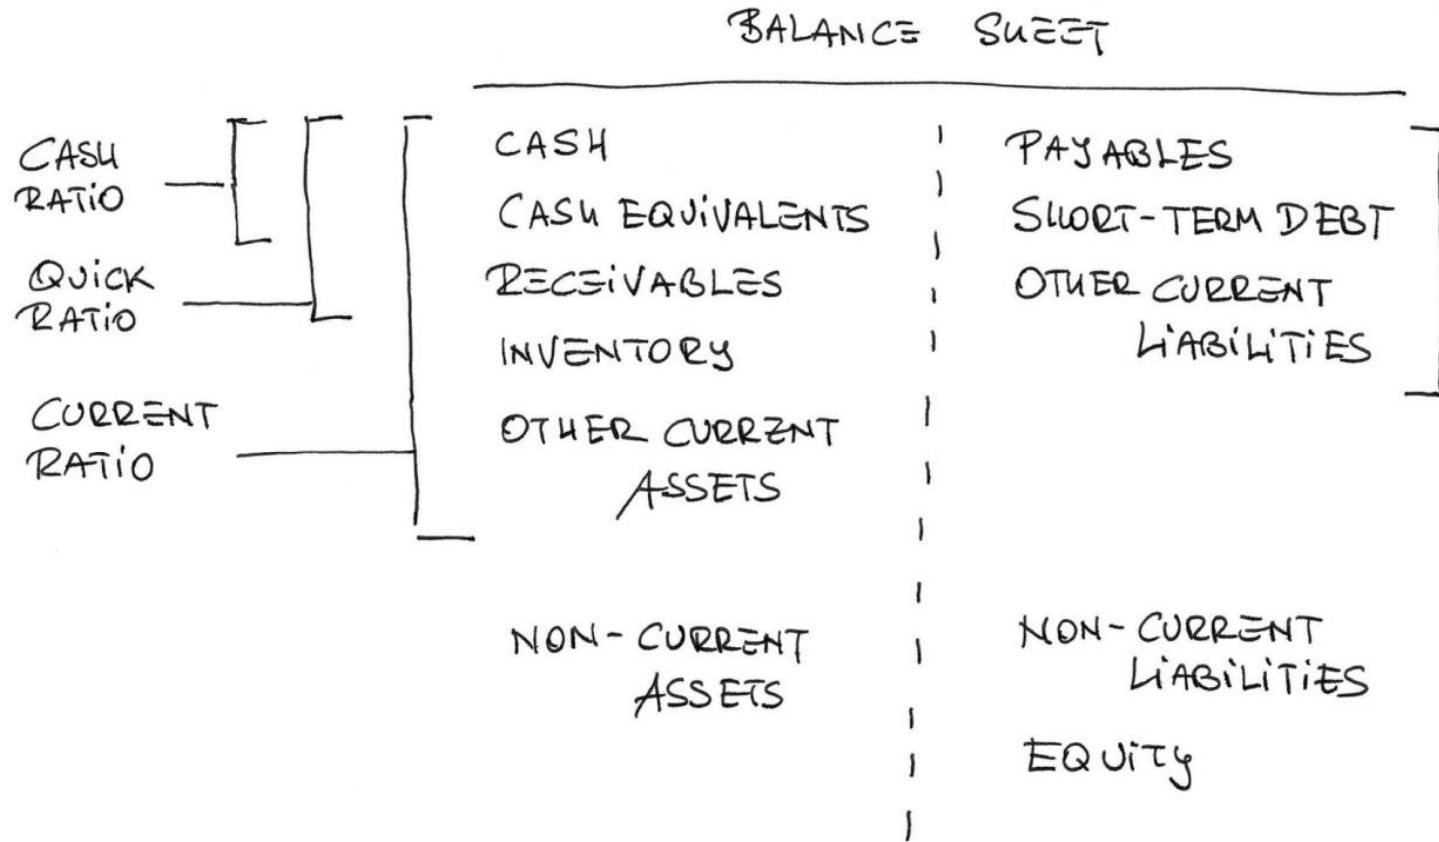 BALANCE SHEET
CASH
RATIO
QUICK
RATIO
CURRENT
RATIO
CASH
CASH EQUIVALENTS
RECEIVABLES
INVENTORY
OTHER CURRENT
ASSETS
NON-CURRENT
ASSETS
PAYABLES
SHORT-TERM DEBT
OTHER CURRENT
LIABILITIES
NON-CURRENT
LIABILITIES
EQUITY